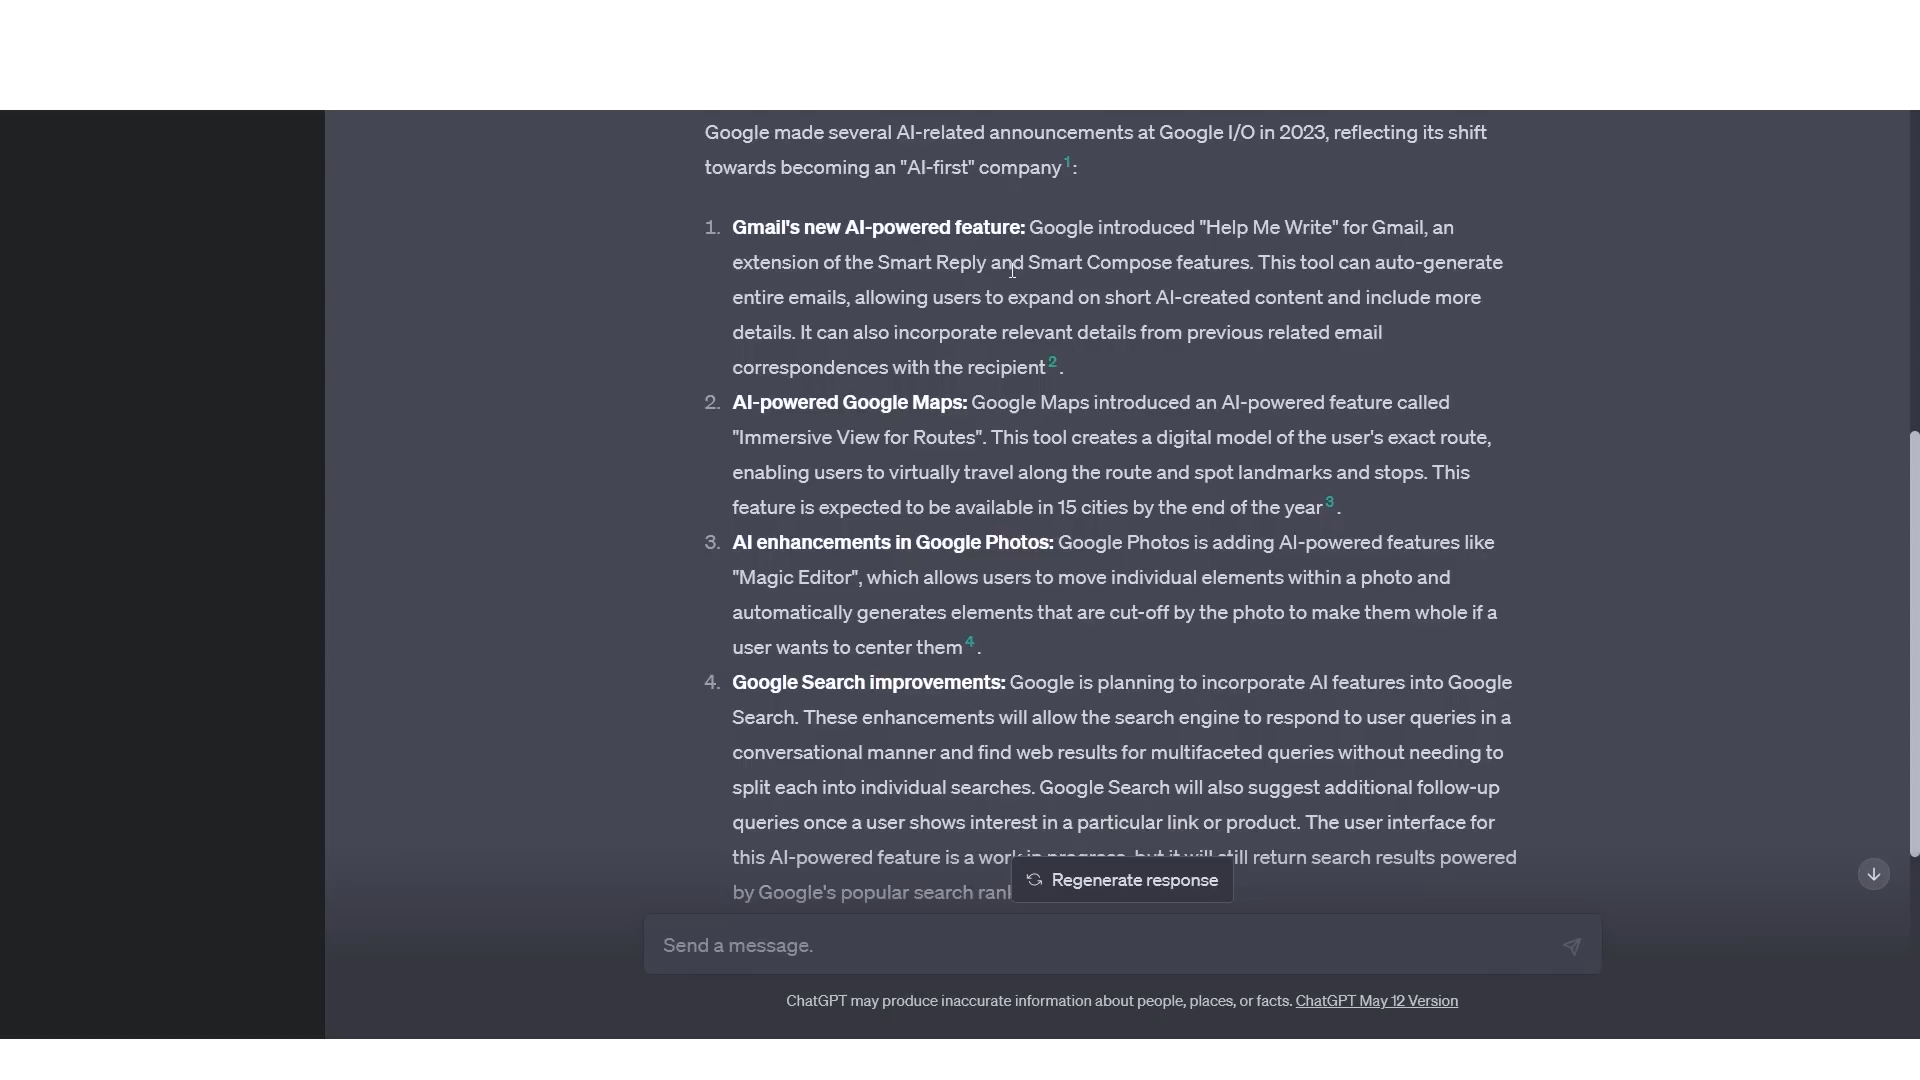 Google made several AI-related announcements at Google I/O in 2023, reflecting its shift
towards becoming an "AI-first" company 1 :
1. Gmail's new AI-powered feature: Google introduced "Help Me Write" for Gmail, an
extension of the Smart Reply and Smart Compose features. This tool can auto-generate
entire emails, allowing users to expand on short AI-created content and include more
details. It can also incorporate relevant details from previous related email
correspondences with the recipient 2 .
2. AI-powered Google Maps: Google Maps introduced an AI-powered feature called
"Immersive View for Routes". This tool creates a digital model of the user's exact route,
enabling users to virtually travel along the route and spot landmarks and stops. This
feature is expected to be available in 15 cities by the end of the year 3 .
3. AI enhancements in Google Photos: Google Photos is adding AI-powered features like
"Magic Editor", which allows users to move individual elements within a photo and
automatically generates elements that are cut-off by the photo to make them whole if a
user wants to center them 4 .
4. Google Search improvements: Google is planning to incorporate AI features into Google
Search. These enhancements will allow the search engine to respond to user queries in a
conversational manner and find web results for multifaceted queries without needing to
split each into individual searches. Google Search will also suggest additional follow-up
queries once a user shows interest in a particular link or product. The user interface for
this AI-powered feature is a work in progress, but it will still return search results powered
by Google's popular search
Regenerate response
Send a message.
ChatGPT may produce inaccurate information about people, places, or facts. ChatGPT May 12 Version